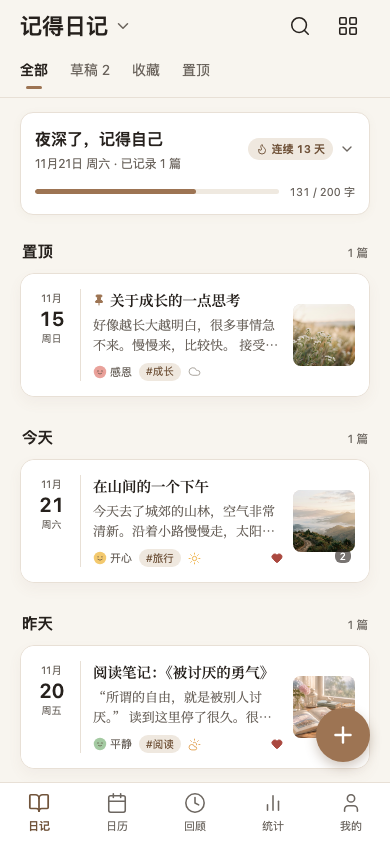 记得日记
全部 草稿 2 收藏 置顶
夜深了，记得自己
连续 13 天
11月21日 周六 · 已记录 1 篇
131 / 200 字
置顶 1 篇
11月
15
周日
关于成长的一点思考
好像越长大越明白，很多事情急
不来。慢慢来，比较快。 接受…
感恩 #成长
今天 1 篇
11月
21
周六
在山间的一个下午
今天去了城郊的山林，空气非常
清新。沿着小路慢慢走，太阳…
开心 #旅行
2
昨天 1 篇
11月
20
周五
阅读笔记：《被讨厌的勇气》
“所谓的自由，就是被别人讨
厌。” 读到这里停了很久。很…
平静 #阅读
日记 日历 回顾 统计 我的